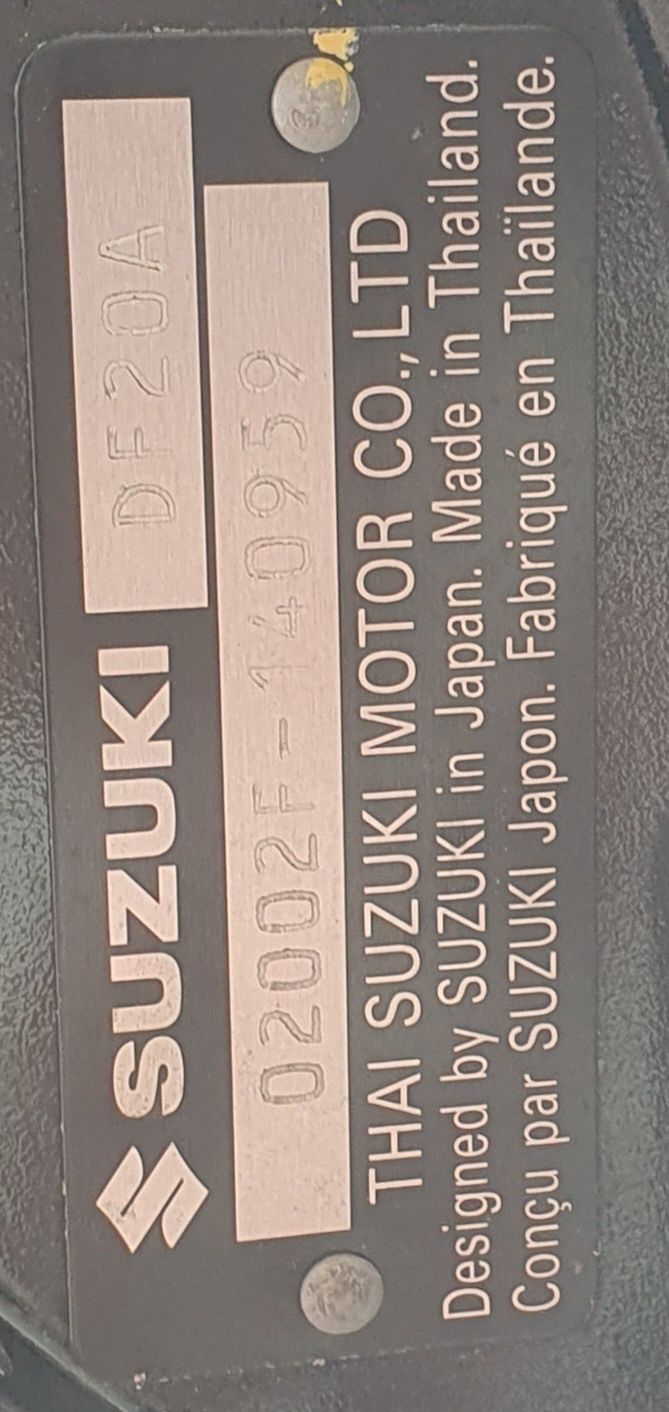 SUZUKI DF20A
02002F-140959
THAI SUZUKI MOTOR CO.,LTD
Designed by SUZUKI in Japan. Made in Thailand.
Conçu par SUZUKI Japon. Fabriqué en Thaïlande.